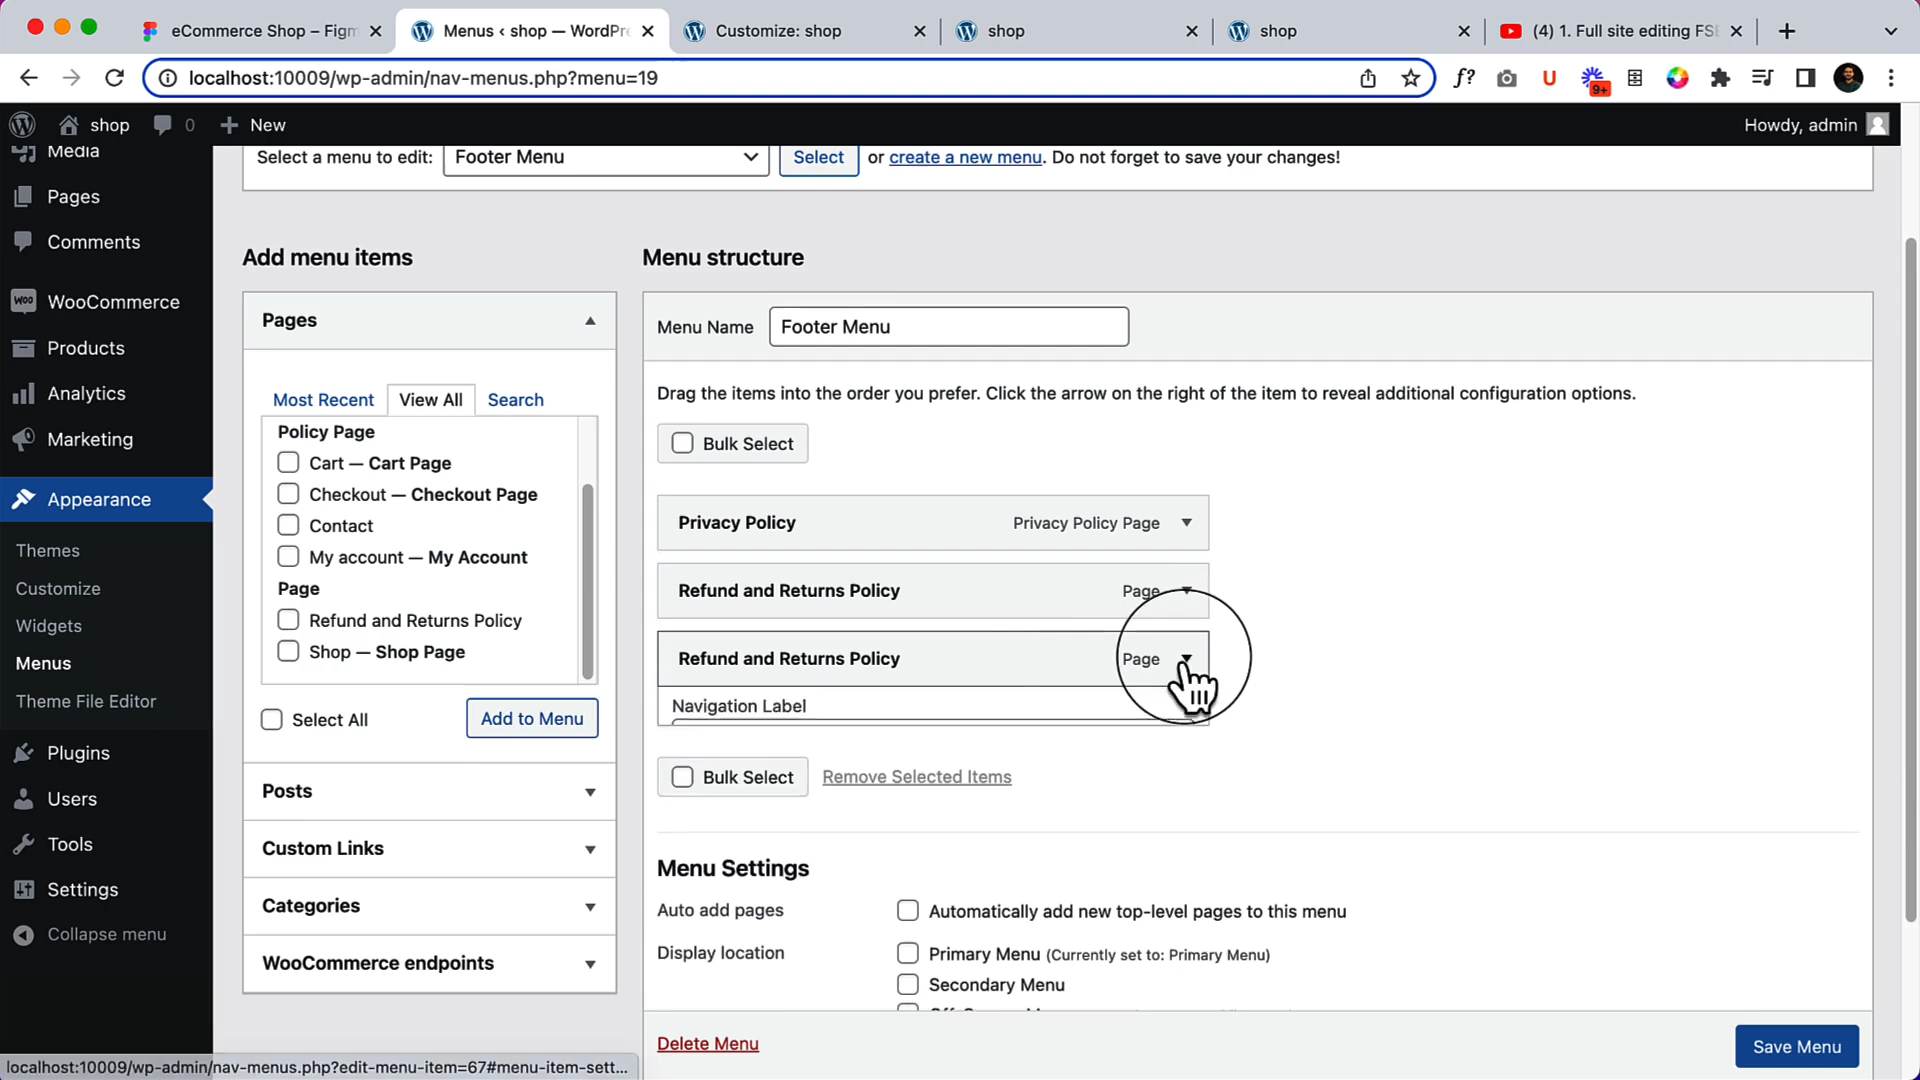 eCommerce Shop – Figm
Menus ‹ shop — WordPre
Customize: shop
shop
shop
(4) 1. Full site editing FSE
localhost:10009/wp-admin/nav-menus.php?menu=19
f?
U
9+
shop
0
New
Howdy, admin
Media
Pages
Comments
WooCommerce
Products
Analytics
Marketing
Appearance
Themes
Customize
Widgets
Menus
Theme File Editor
Plugins
Users
Tools
Settings
Collapse menu
Select a menu to edit: Footer Menu Select or create a new menu. Do not forget to save your changes!
Add menu items
Pages
Most Recent View All Search
Policy Page
Cart — Cart Page
Checkout — Checkout Page
Contact
My account — My Account
Page
Refund and Returns Policy
Shop — Shop Page
Select All Add to Menu
Posts
Custom Links
Categories
WooCommerce endpoints
Menu structure
Menu Name Footer Menu
Drag the items into the order you prefer. Click the arrow on the right of the item to reveal additional configuration options.
Bulk Select
Privacy Policy Privacy Policy Page
Refund and Returns Policy Page
Refund and Returns Policy Page
Navigation Label
Bulk Select Remove Selected Items
Menu Settings
Auto add pages Automatically add new top-level pages to this menu
Display location Primary Menu (Currently set to: Primary Menu)
Secondary Menu
Delete Menu Save Menu
localhost:10009/wp-admin/nav-menus.php?edit-menu-item=67#menu-item-sett...